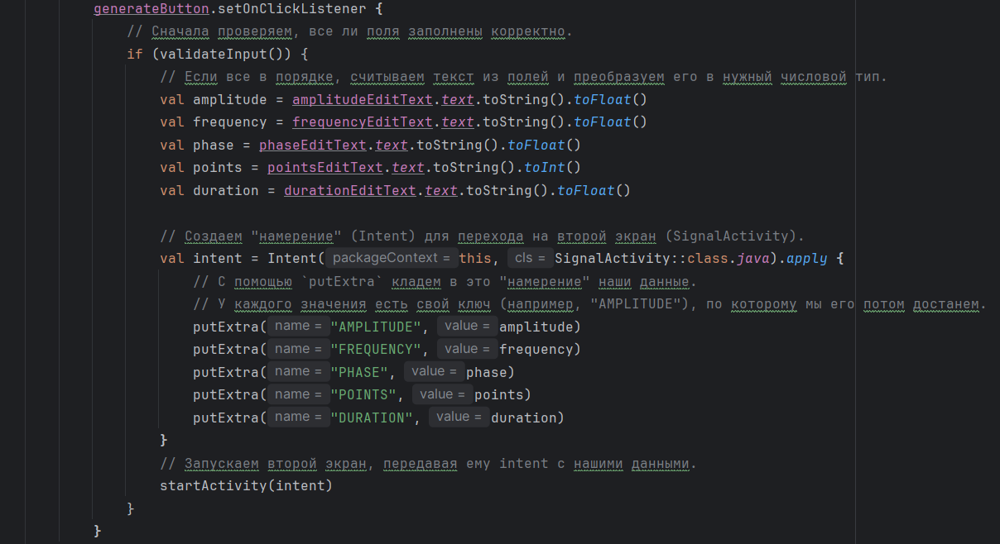 generateButton.setOnClickListener {
// Сначала проверяем, все ли поля заполнены корректно.
if (validateInput()) {
// Если все в порядке, считываем текст из полей и преобразуем его в нужный числовой тип.
val amplitude = amplitudeEditText.text.toString().toFloat()
val frequency = frequencyEditText.text.toString().toFloat()
val phase = phaseEditText.text.toString().toFloat()
val points = pointsEditText.text.toString().toInt()
val duration = durationEditText.text.toString().toFloat()
// Создаем "намерение" (Intent) для перехода на второй экран (SignalActivity).
val intent = Intent( packageContext = this, cls = SignalActivity::class.java).apply {
// С помощью `putExtra` кладем в это "намерение" наши данные.
// У каждого значения есть свой ключ (например, "AMPLITUDE"), по которому мы его потом достанем.
putExtra( name = "AMPLITUDE", value = amplitude)
putExtra( name = "FREQUENCY", value = frequency)
putExtra( name = "PHASE", value = phase)
putExtra( name = "POINTS", value = points)
putExtra( name = "DURATION", value = duration)
}
// Запускаем второй экран, передавая ему intent с нашими данными.
startActivity(intent)
}
}